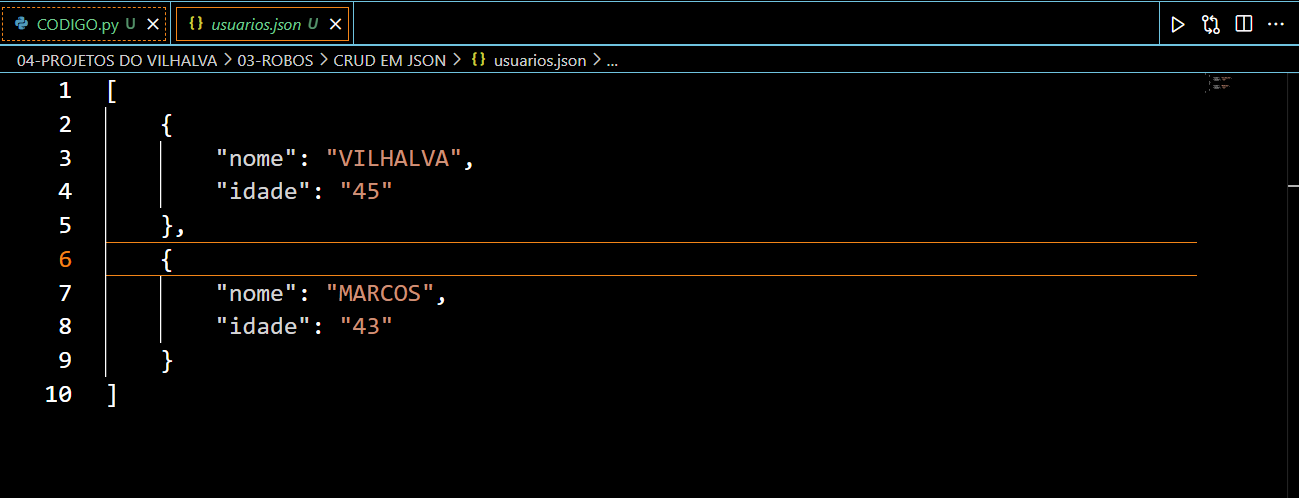 CODIGO.py U × {} usuarios.json U ×
04-PROJETOS DO VILHALVA > 03-ROBOS > CRUD EM JSON > {} usuarios.json > ...
1 [
2 {
3 "nome": "VILHALVA",
4 "idade": "45"
5 },
6 {
7 "nome": "MARCOS",
8 "idade": "43"
9 }
10 ]